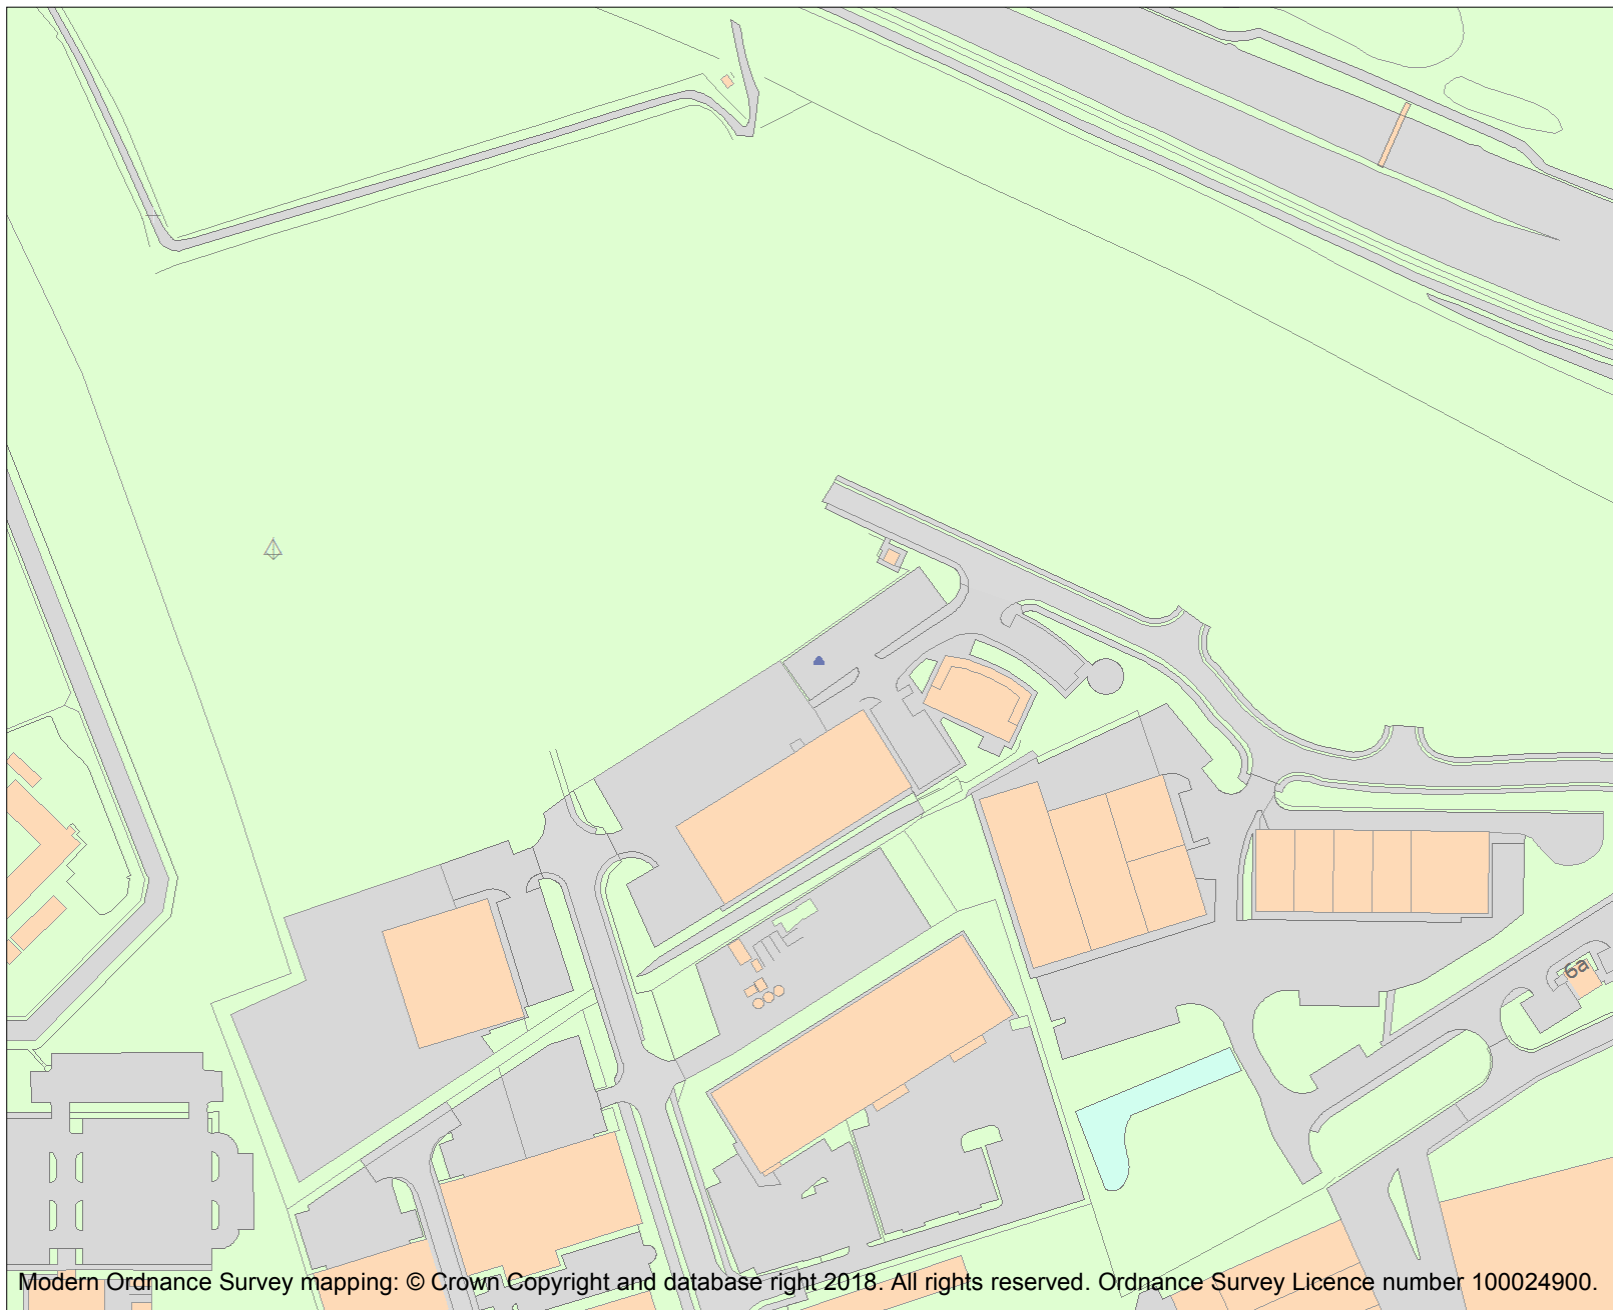 6a
Modern Ordnance Survey mapping: © Crown Copyright and database right 2018. All rights reserved. Ordnance Survey Licence number 100024900.